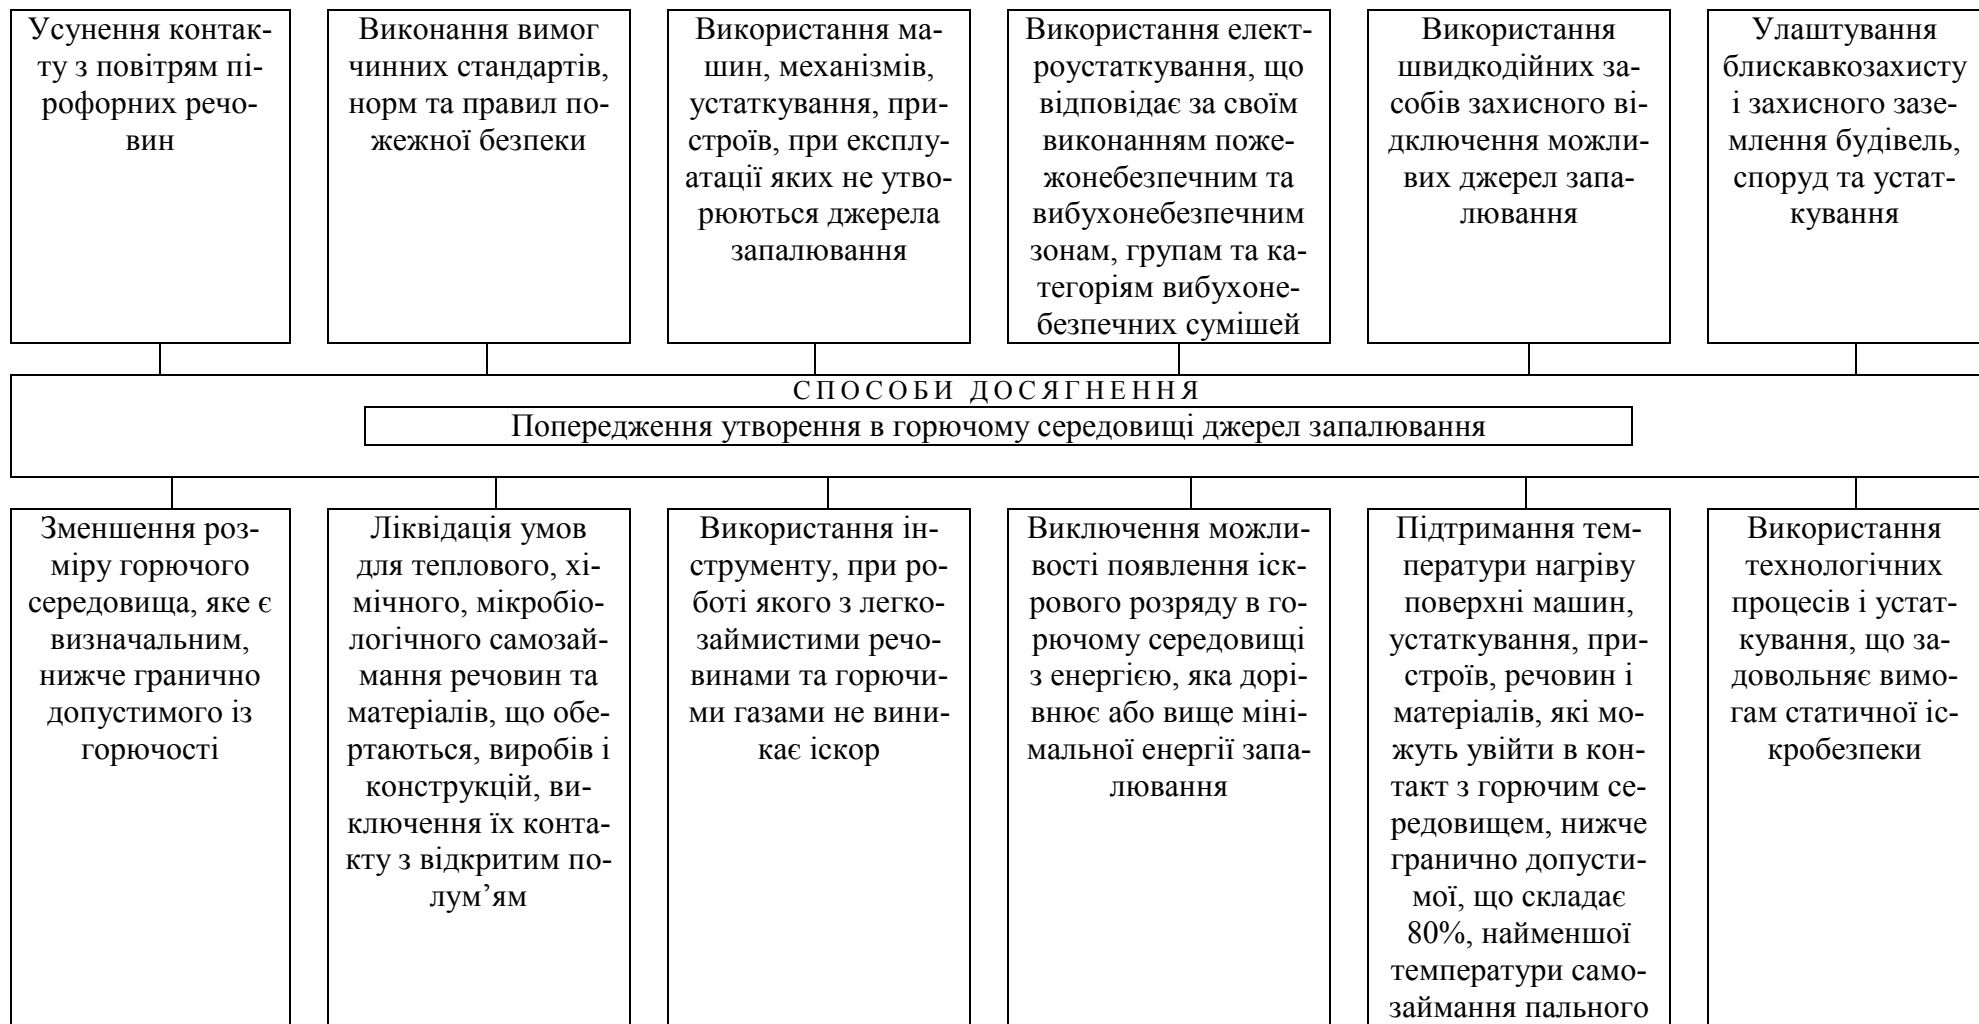 Усунення контак-
ту з повітрям пі-
рофорних речо-
вин
Виконання вимог
чинних стандартів,
норм та правил по-
жежної безпеки
Використання ма-
шин, механізмів,
устаткування, при-
строїв, при експлу-
атації яких не утво-
рюються джерела
запалювання
Використання елект-
роустаткування, що
відповідає за своїм
виконанням поже-
жонебезпечним та
вибухонебезпечним
зонам, групам та ка-
тегоріям вибухоне-
безпечних сумішей
Використання
швидкодійних за-
собів захисного ві-
дключення можли-
вих джерел запа-
лювання
Улаштування
блискавкозахисту
і захисного зазе-
млення будівель,
споруд та устат-
кування
СПОСОБИ ДОСЯГНЕННЯ
Попередження утворення в горючому середовищі джерел запалювання
Зменшення роз-
міру горючого
середовища, яке є
визначальним,
нижче гранично
допустимого із
горючості
Ліквідація умов
для теплового, хі-
мічного, мікробіо-
логічного самозай-
мання речовин та
матеріалів, що обе-
ртаються, виробів і
конструкцій, ви-
ключення їх конта-
кту з відкритим по-
лум’ям
Використання ін-
струменту, при ро-
боті якого з легко-
займистими речо-
винами та горючи-
ми газами не вини-
кає іскор
Виключення можли-
вості появлення іск-
рового розряду в го-
рючому середовищі
з енергією, яка дорі-
внює або вище міні-
мальної енергії запа-
лювання
Підтримання тем-
ператури нагріву
поверхні машин,
устаткування, при-
строїв, речовин і
матеріалів, які мо-
жуть увійти в кон-
такт з горючим се-
редовищем, нижче
гранично допусти-
мої, що складає
80%, найменшої
температури само-
займання пального
Використання
технологічних
процесів і устат-
кування, що за-
довольняє вимо-
гам статичної іс-
кробезпеки